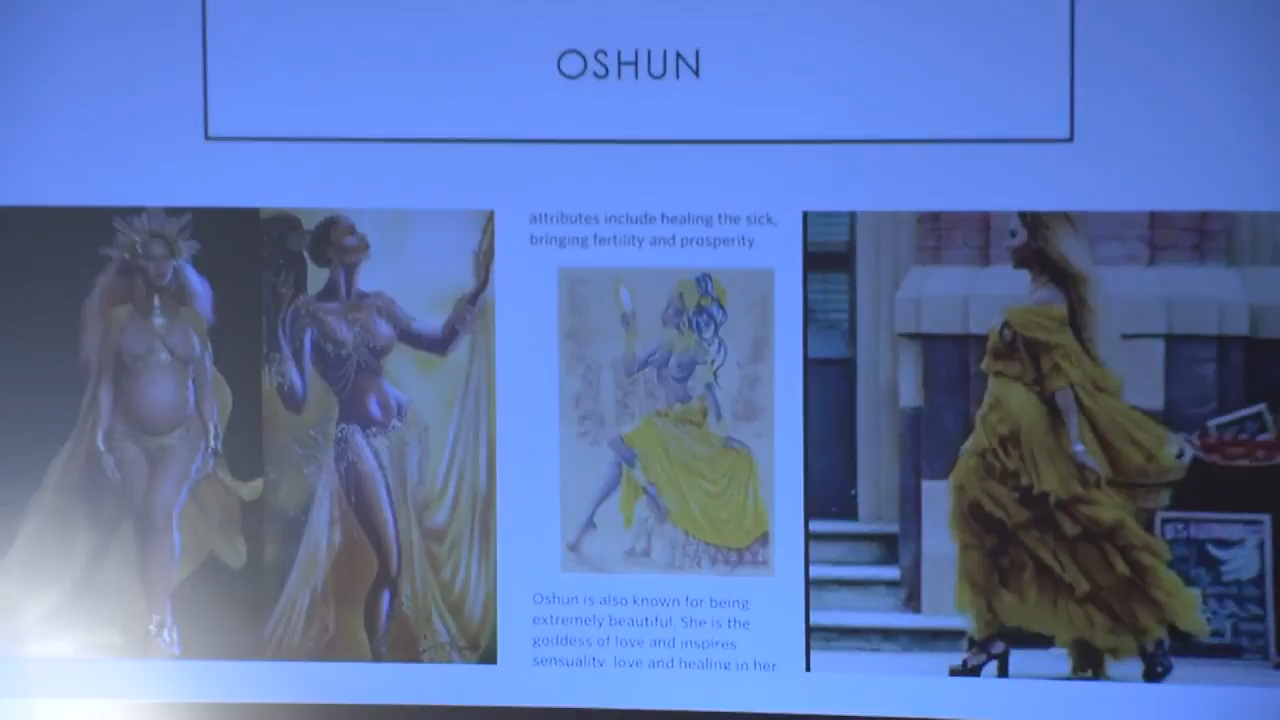 OSHUN
attributes include healing the sick,
bringing fertility and prosperity.
Oshun is also known for being
extremely beautiful. She is the
goddess of love and inspires
sensuality, love and healing in her